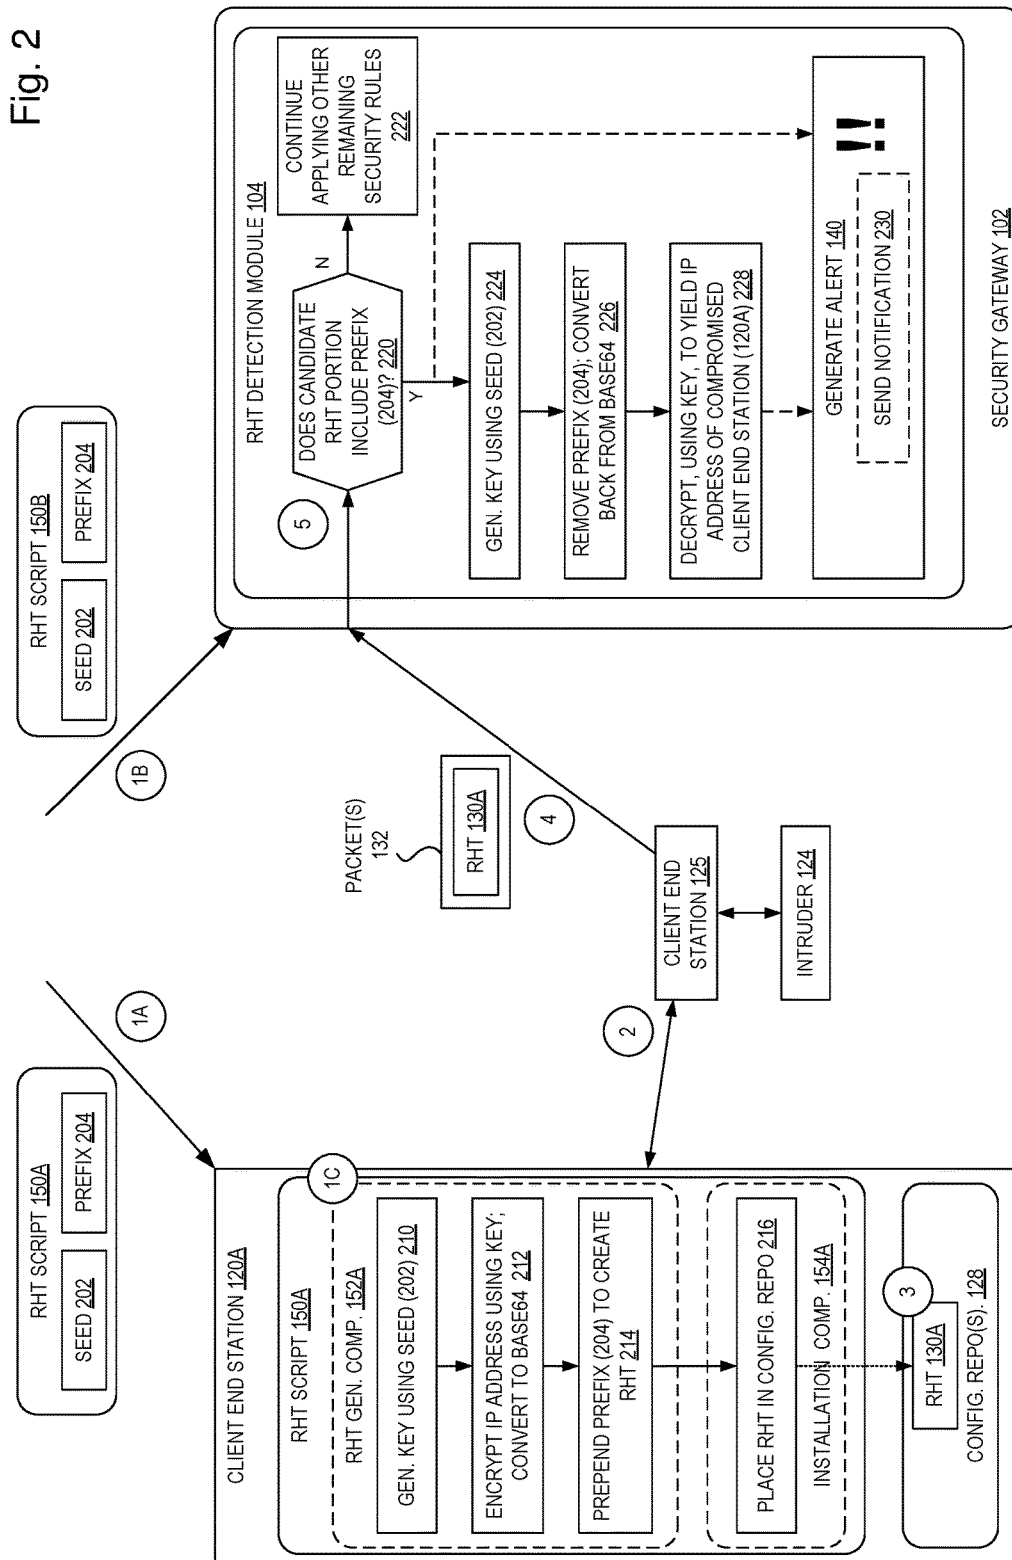 Fig. 2
RHT SCRIPT 150A
SEED 202
PREFIX 204
RHT SCRIPT 150B
SEED 202
PREFIX 204
1A
1B
CLIENT END STATION 120A
RHT SCRIPT 150A
1C
RHT GEN. COMP. 152A
GEN. KEY USING SEED (202) 210
ENCRYPT IP ADDRESS USING KEY;
CONVERT TO BASE64 212
PREPEND PREFIX (204) TO CREATE
RHT 214
PLACE RHT IN CONFIG. REPO 216
INSTALLATION COMP. 154A
3
RHT 130A
CONFIG. REPO(S). 128
2
CLIENT END
STATION 125
INTRUDER 124
PACKET(S)
132
RHT 130A
4
5
RHT DETECTION MODULE 104
DOES CANDIDATE
RHT PORTION
INCLUDE PREFIX
(204)? 220
N
Y
CONTINUE
APPLYING OTHER
REMAINING
SECURITY RULES
222
GEN. KEY USING SEED (202) 224
REMOVE PREFIX (204); CONVERT
BACK FROM BASE64 226
DECRYPT, USING KEY, TO YIELD IP
ADDRESS OF COMPROMISED
CLIENT END STATION (120A) 228
GENERATE ALERT 140
!!
SEND NOTIFICATION 230
SECURITY GATEWAY 102